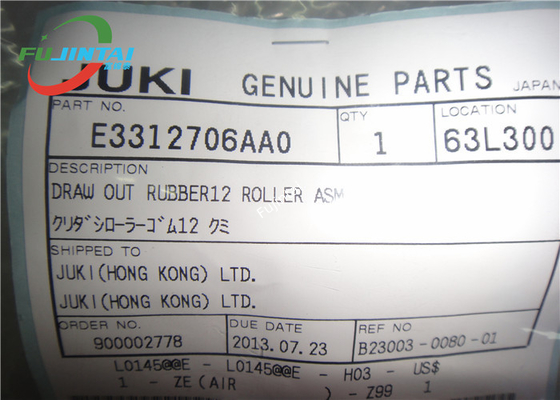 FUJINTAI
JUKI GENUINE PARTS JAPAN
PART NO. QTY LOCATION
E3312706AA0 1 63L300
DESCRIPTION
DRAW OUT RUBBER12 ROLLER ASM
クリダシローラーゴム12 クミ
SHIPPED TO
JUKI(HONG KONG) LTD.
JUKI(HONG KONG) LTD.
ORDER NO. DUE DATE REF NO
900002778 2013.07.23 B23003-0080-01
L0145@@E - L0145@@E - H03 - US$
1 - ZE(AIR ) -Z99 1